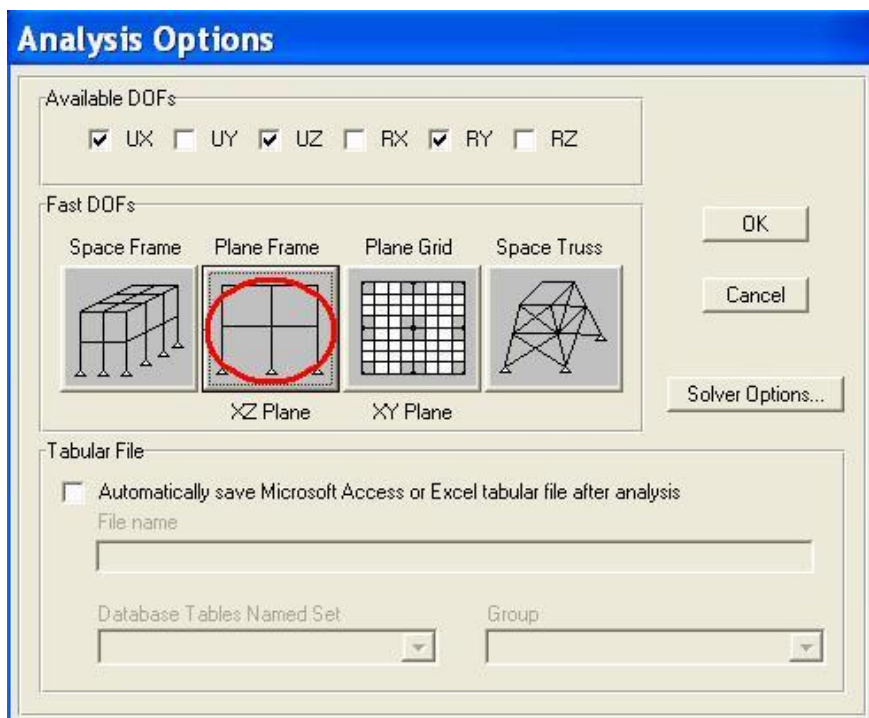 Analysis Options
Available DOFs
UX UY UZ RX RY RZ
Fast DOFs
Space Frame Plane Frame Plane Grid Space Truss
XZ Plane XY Plane
OK
Cancel
Solver Options...
Tabular File
Automatically save Microsoft Access or Excel tabular file after analysis
File name
Database Tables Named Set Group